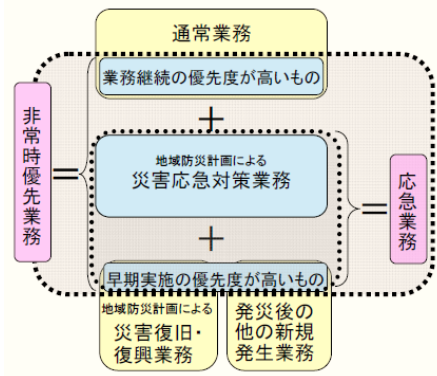 通常業務
業務継続の優先度が高いもの
＋
非常時優先業務
＝
地域防災計画による
災害応急対策業務
＝
応急業務
＋
早期実施の優先度が高いもの
地域防災計画による
災害復旧・
復興業務
発災後の
他の新規
発生業務